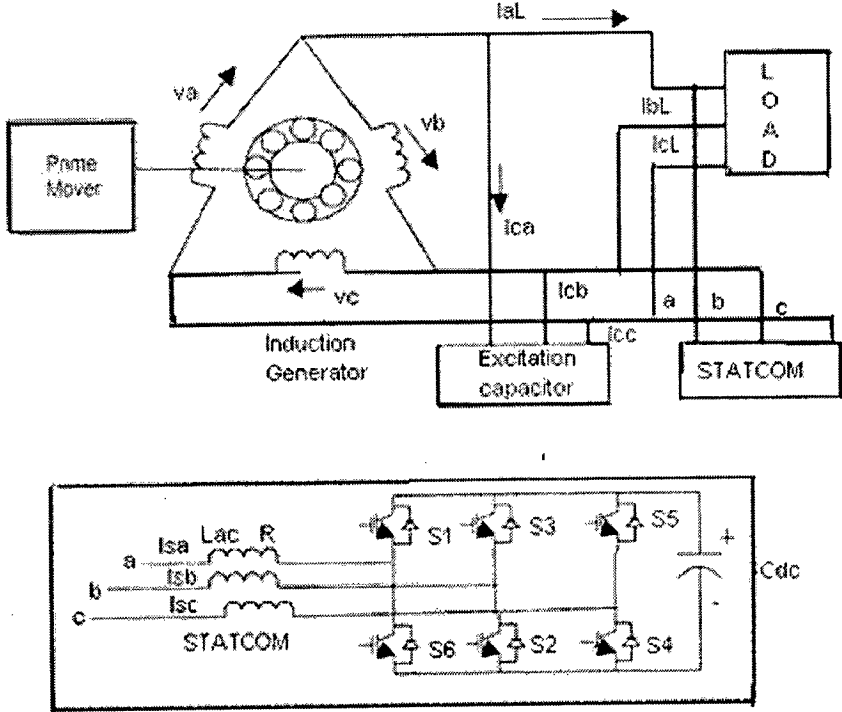 IaL
va
vb
L
O
A
D
IbL
IcL
Prime
Mover
Ica
vc
Icb
a
b
c
Icc
Induction
Generator
Excitation
capacitor
STATCOM
S1
S3
S5
Lac
R
Isa
a
+
Isb
b
Cdc
Isc
c
-
STATCOM
S6
S2
S4